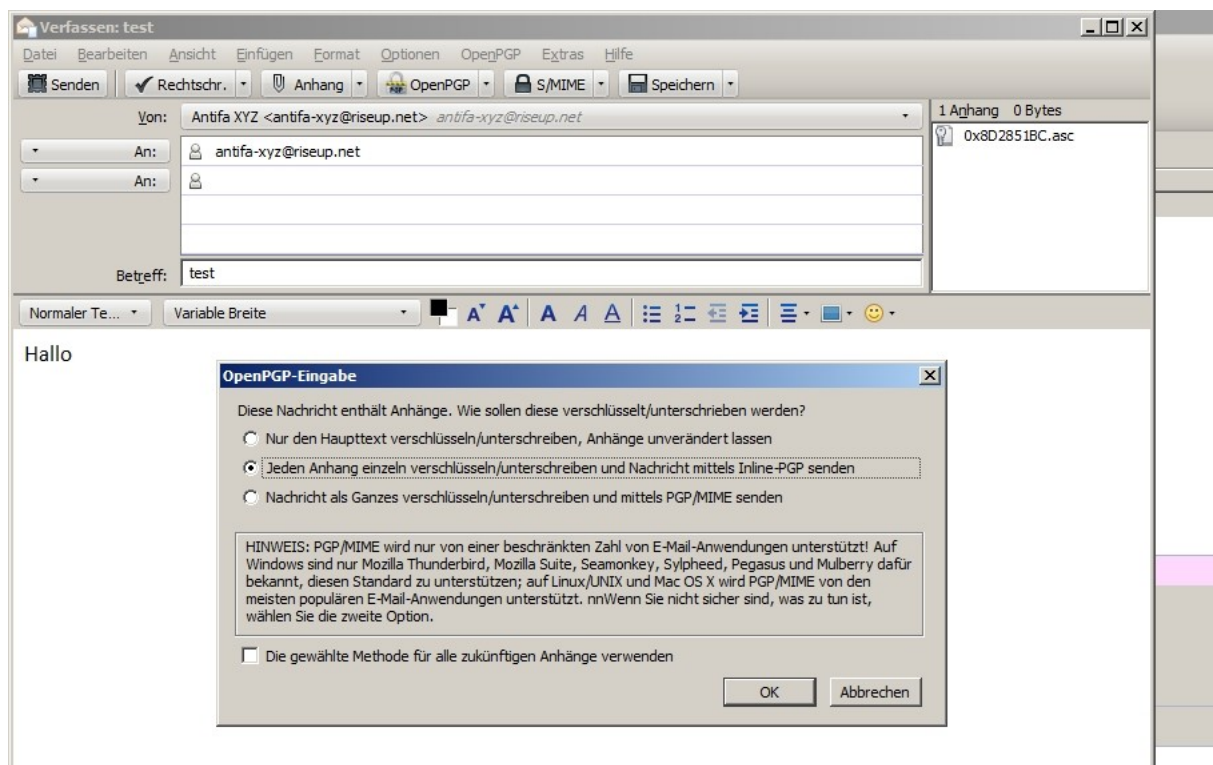 Verfassen: test
Datei Bearbeiten Ansicht Einfügen Format Optionen OpenPGP Extras Hilfe
Senden Rechtschr. Anhang OpenPGP S/MIME Speichern
Von: Antifa XYZ <antifa-xyz@riseup.net> antifa-xyz@riseup.net
1 Anhang 0 Bytes
An: antifa-xyz@riseup.net
0x8D2851BC.asc
An:
Betreff: test
Normaler Te... Variable Breite
Hallo
OpenPGP-Eingabe
Diese Nachricht enthält Anhänge. Wie sollen diese verschlüsselt/unterschrieben werden?
Nur den Haupttext verschlüsseln/unterschreiben, Anhänge unverändert lassen
Jeden Anhang einzeln verschlüsseln/unterschreiben und Nachricht mittels Inline-PGP senden
Nachricht als Ganzes verschlüsseln/unterschreiben und mittels PGP/MIME senden
HINWEIS: PGP/MIME wird nur von einer beschränkten Zahl von E-Mail-Anwendungen unterstützt! Auf
Windows sind nur Mozilla Thunderbird, Mozilla Suite, Seamonkey, Sylpheed, Pegasus und Mulberry dafür
bekannt, diesen Standard zu unterstützen; auf Linux/UNIX und Mac OS X wird PGP/MIME von den
meisten populären E-Mail-Anwendungen unterstützt. nnWenn Sie nicht sicher sind, was zu tun ist,
wählen Sie die zweite Option.
Die gewählte Methode für alle zukünftigen Anhänge verwenden
OK Abbrechen